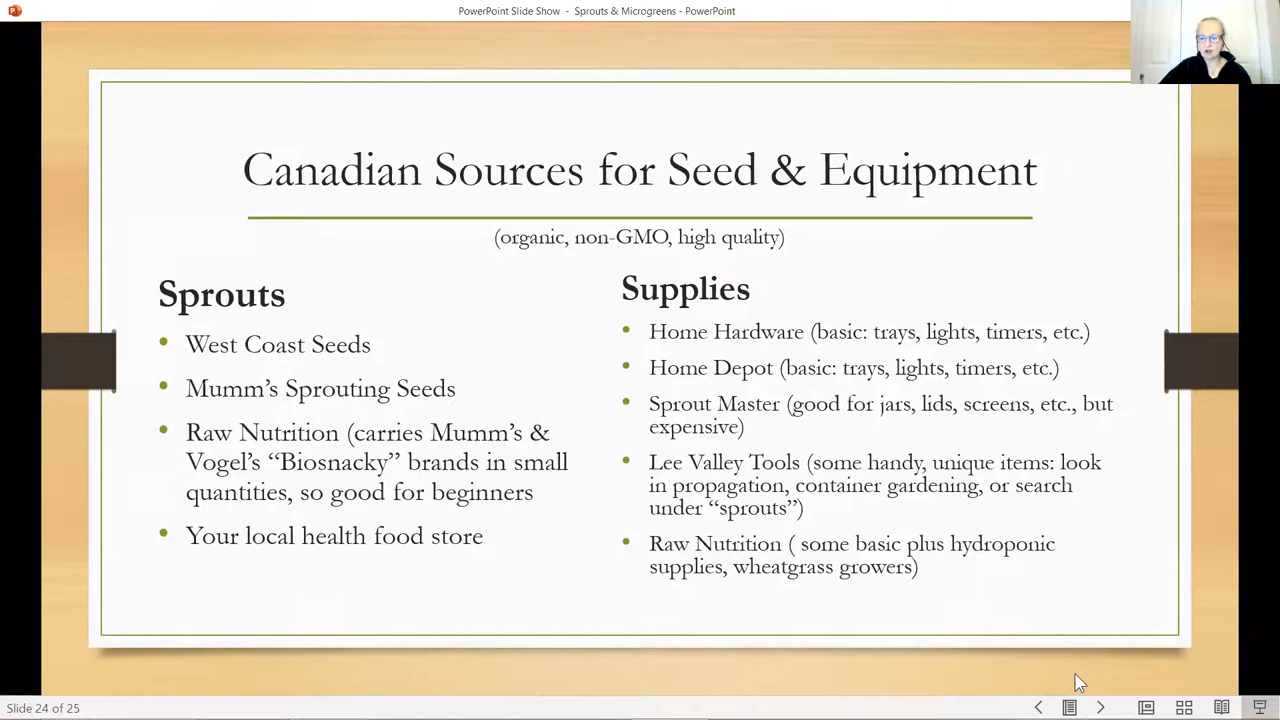 PowerPoint Slide Show - Sprouts & Microgreens - PowerPoint
Canadian Sources for Seed & Equipment
(organic, non-GMO, high quality)
Sprouts
• West Coast Seeds
• Mumm’s Sprouting Seeds
• Raw Nutrition (carries Mumm’s &
Vogel’s “Biosnacky” brands in small
quantities, so good for beginners
• Your local health food store
Supplies
• Home Hardware (basic: trays, lights, timers, etc.)
• Home Depot (basic: trays, lights, timers, etc.)
• Sprout Master (good for jars, lids, screens, etc., but
expensive)
• Lee Valley Tools (some handy, unique items: look
in propagation, container gardening, or search
under “sprouts”)
• Raw Nutrition ( some basic plus hydroponic
supplies, wheatgrass growers)
Slide 24 of 25